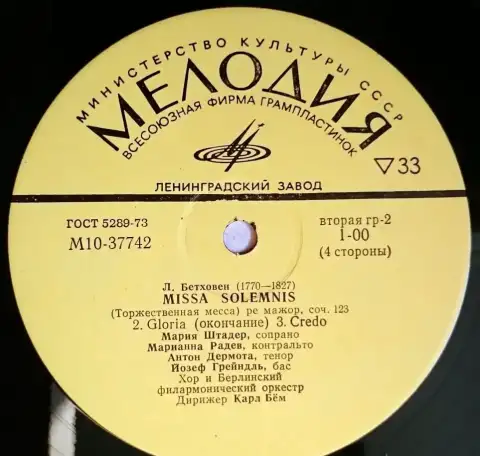 МИНИСТЕРСТВО КУЛЬТУРЫ СССР
МЕЛОДИЯ
ВСЕСОЮЗНАЯ ФИРМА ГРАМПЛАСТИНОК
▽33
ЛЕНИНГРАДСКИЙ ЗАВОД
ГОСТ 5289-73
М10-37742
вторая гр-2
1-00
(4 стороны)
Л. Бетховен (1770—1827)
MISSA SOLEMNIS
(Торжественная месса) ре мажор, соч. 123
2. Gloria (окончание) 3. Credo
Мария Штадер, сопрано
Марианна Радев, контральто
Антон Дермота, тенор
Йозеф Грейндль, бас
Хор и Берлинский
филармонический оркестр
Дирижер Карл Бём